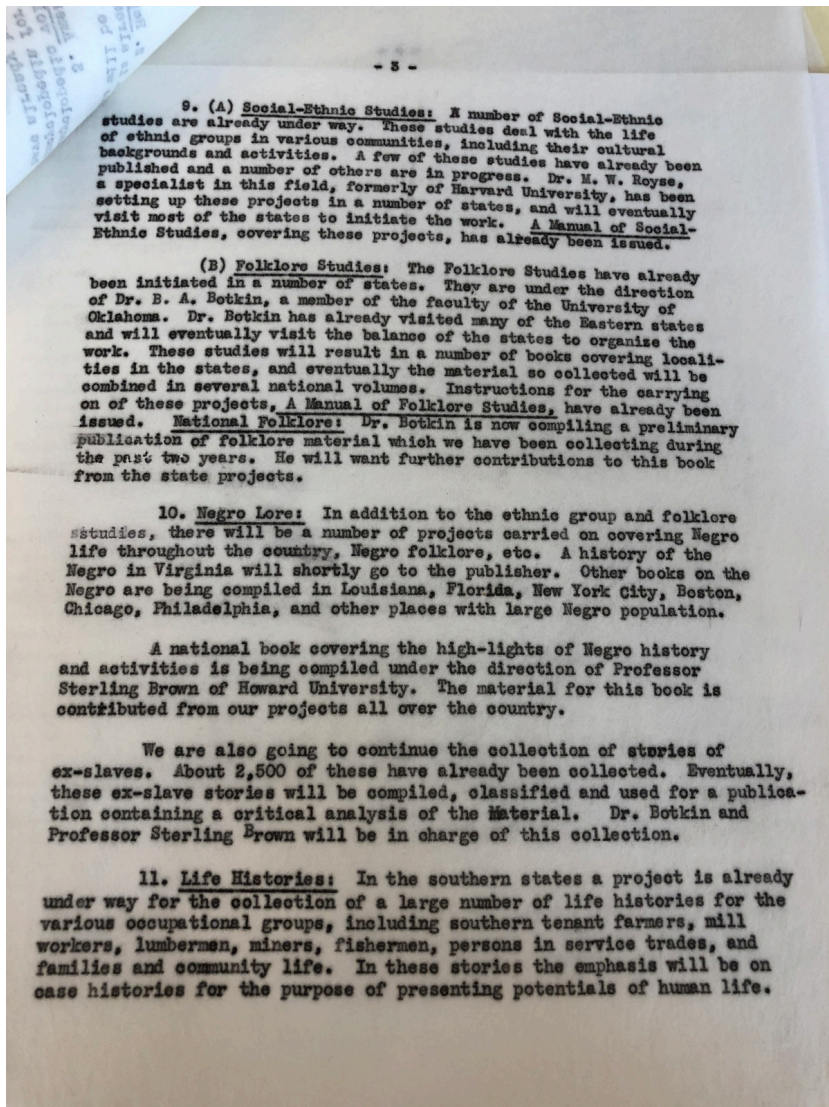 - 3 -
9. (A) Social-Ethnic Studies: A number of Social-Ethnic
studies are already under way. These studies deal with the life
of ethnic groups in various communities, including their cultural
backgrounds and activities. A few of these studies have already been
published and a number of others are in progress. Dr. M. W. Royse,
a specialist in this field, formerly of Harvard University, has been
setting up these projects in a number of states, and will eventually
visit most of the states to initiate the work. A Manual of Social-
Ethnic Studies, covering these projects, has already been issued.
(B) Folklore Studies: The Folklore Studies have already
been initiated in a number of states. They are under the direction
of Dr. B. A. Botkin, a member of the faculty of the University of
Oklahoma. Dr. Botkin has already visited many of the Eastern states
and will eventually visit the balance of the states to organize the
work. These studies will result in a number of books covering locali-
ties in the states, and eventually the material so collected will be
combined in several national volumes. Instructions for the carrying
on of these projects, A Manual of Folklore Studies, have already been
issued. National Folklore: Dr. Botkin is now compiling a preliminary
publication of folklore material which we have been collecting during
the past two years. He will want further contributions to this book
from the state projects.
10. Negro Lore: In addition to the ethnic group and folklore
sstudies, there will be a number of projects carried on covering Negro
life throughout the country, Negro folklore, etc. A history of the
Negro in Virginia will shortly go to the publisher. Other books on the
Negro are being compiled in Louisiana, Florida, New York City, Boston,
Chicago, Philadelphia, and other places with large Negro population.
A national book covering the high-lights of Negro history
and activities is being compiled under the direction of Professor
Sterling Brown of Howard University. The material for this book is
contributed from our projects all over the country.
We are also going to continue the collection of stories of
ex-slaves. About 2,500 of these have already been collected. Eventually,
these ex-slave stories will be compiled, classified and used for a publica-
tion containing a critical analysis of the Material. Dr. Botkin and
Professor Sterling Brown will be in charge of this collection.
11. Life Histories: In the southern states a project is already
under way for the collection of a large number of life histories for the
various occupational groups, including southern tenant farmers, mill
workers, lumbermen, miners, fishermen, persons in service trades, and
families and community life. In these stories the emphasis will be on
case histories for the purpose of presenting potentials of human life.